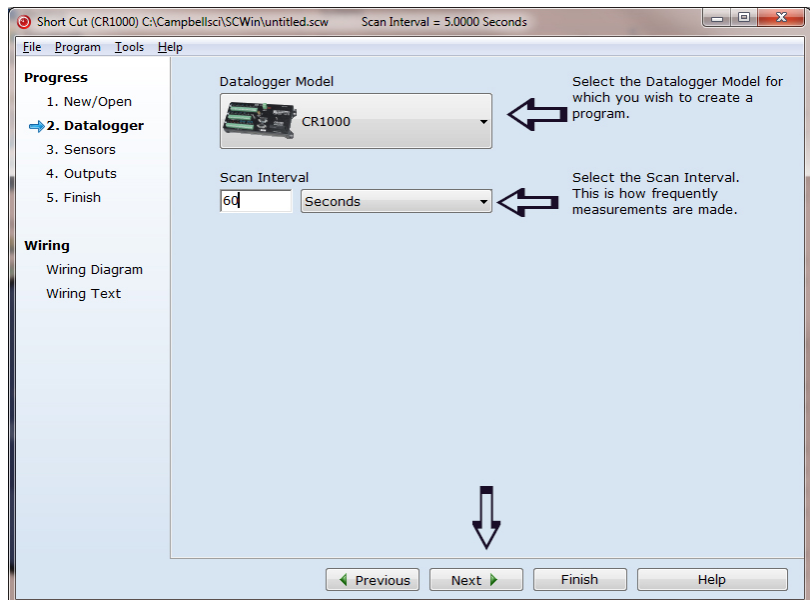 Short Cut (CR1000) C:\Campbellsci\SCWin\untitled.scw Scan Interval = 5.0000 Seconds
File Program Tools Help
Progress
1. New/Open
2. Datalogger
3. Sensors
4. Outputs
5. Finish
Wiring
Wiring Diagram
Wiring Text
Datalogger Model
CR1000
Select the Datalogger Model for
which you wish to create a
program.
Scan Interval
60 Seconds
Select the Scan Interval.
This is how frequently
measurements are made.
Previous Next Finish Help